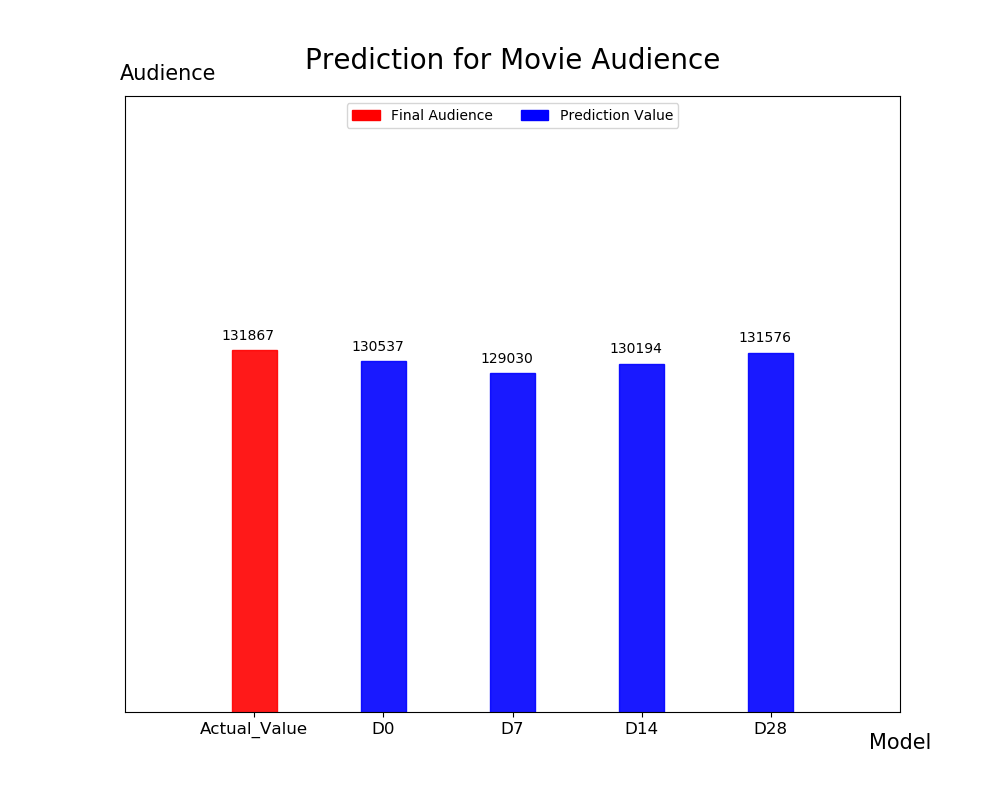 Prediction for Movie Audience
Audience
Final Audience Prediction Value
131867 130537 129030 130194 131576
Actual_Value D0 D7 D14 D28
Model